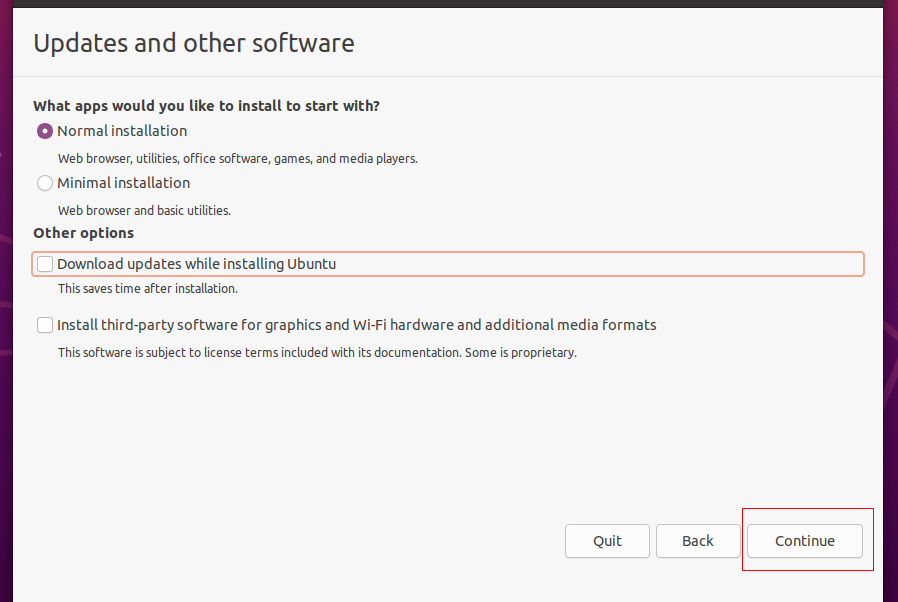 Updates and other software
What apps would you like to install to start with?
Normal installation
Web browser, utilities, office software, games, and media players.
Minimal installation
Web browser and basic utilities.
Other options
Download updates while installing Ubuntu
This saves time after installation.
Install third-party software for graphics and Wi-Fi hardware and additional media formats
This software is subject to license terms included with its documentation. Some is proprietary.
Quit Back Continue